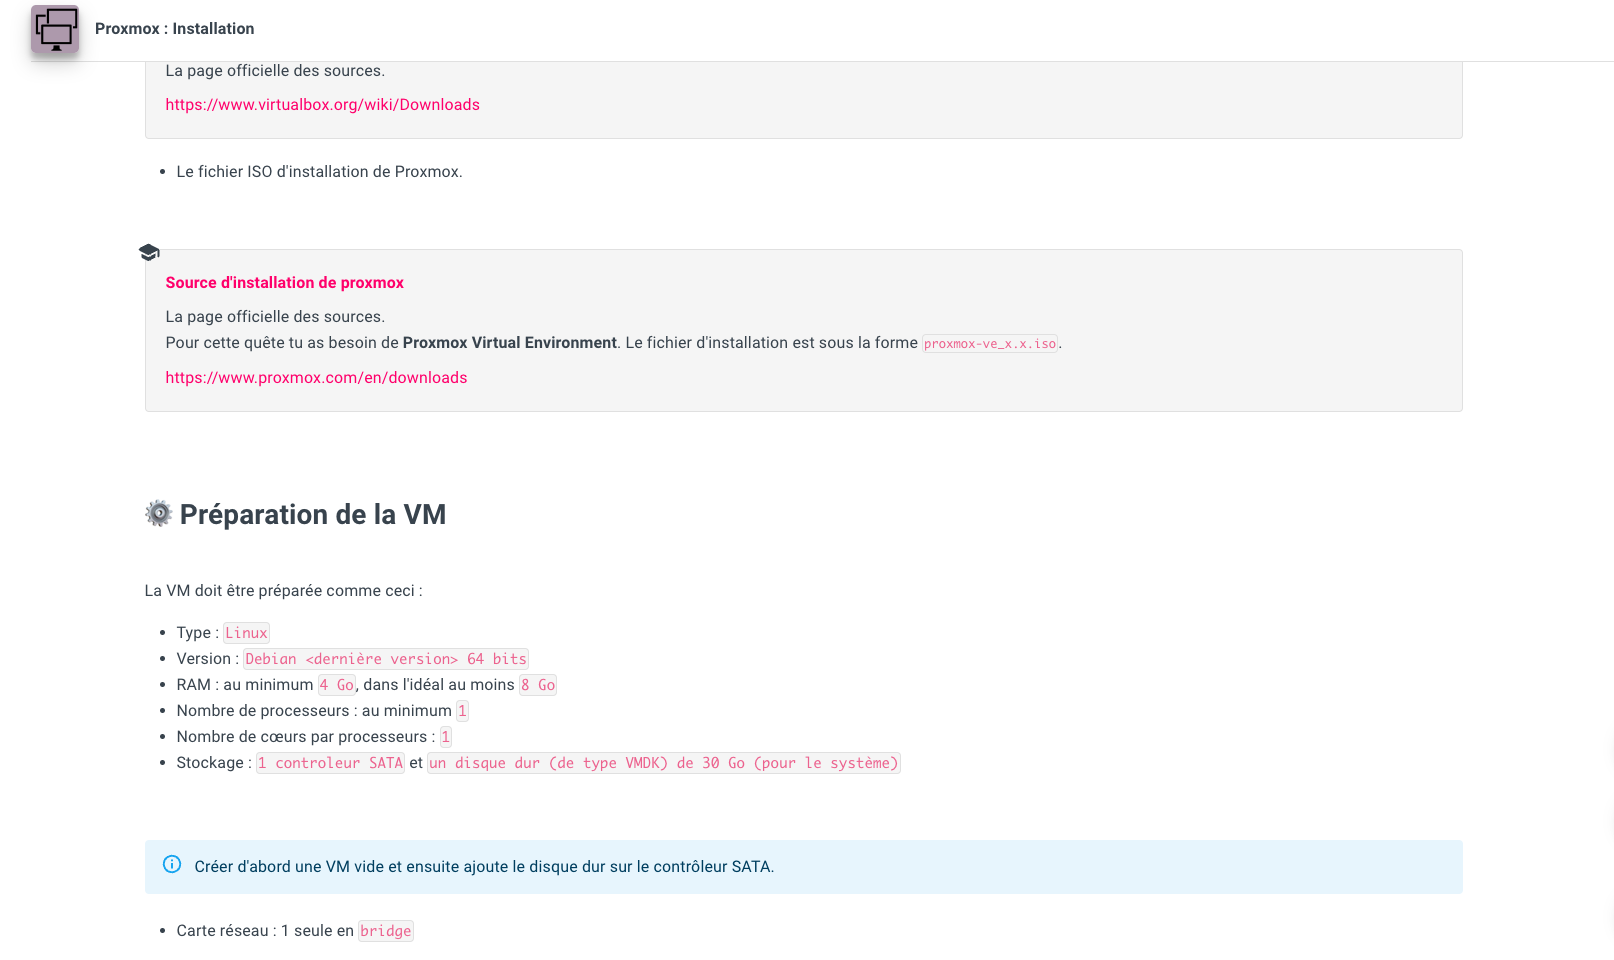 Proxmox : Installation
La page officielle des sources.
https://www.virtualbox.org/wiki/Downloads
• Le fichier ISO d'installation de Proxmox.
Source d'installation de proxmox
La page officielle des sources.
Pour cette quête tu as besoin de Proxmox Virtual Environment. Le fichier d'installation est sous la forme proxmox-ve_x.x.iso.
https://www.proxmox.com/en/downloads
Préparation de la VM
La VM doit être préparée comme ceci :
• Type : Linux
• Version : Debian <dernière version> 64 bits
• RAM : au minimum 4 Go, dans l'idéal au moins 8 Go
• Nombre de processeurs : au minimum 1
• Nombre de cœurs par processeurs : 1
• Stockage : 1 controleur SATA et un disque dur (de type VMDK) de 30 Go (pour le système)
Créer d'abord une VM vide et ensuite ajoute le disque dur sur le contrôleur SATA.
• Carte réseau : 1 seule en bridge